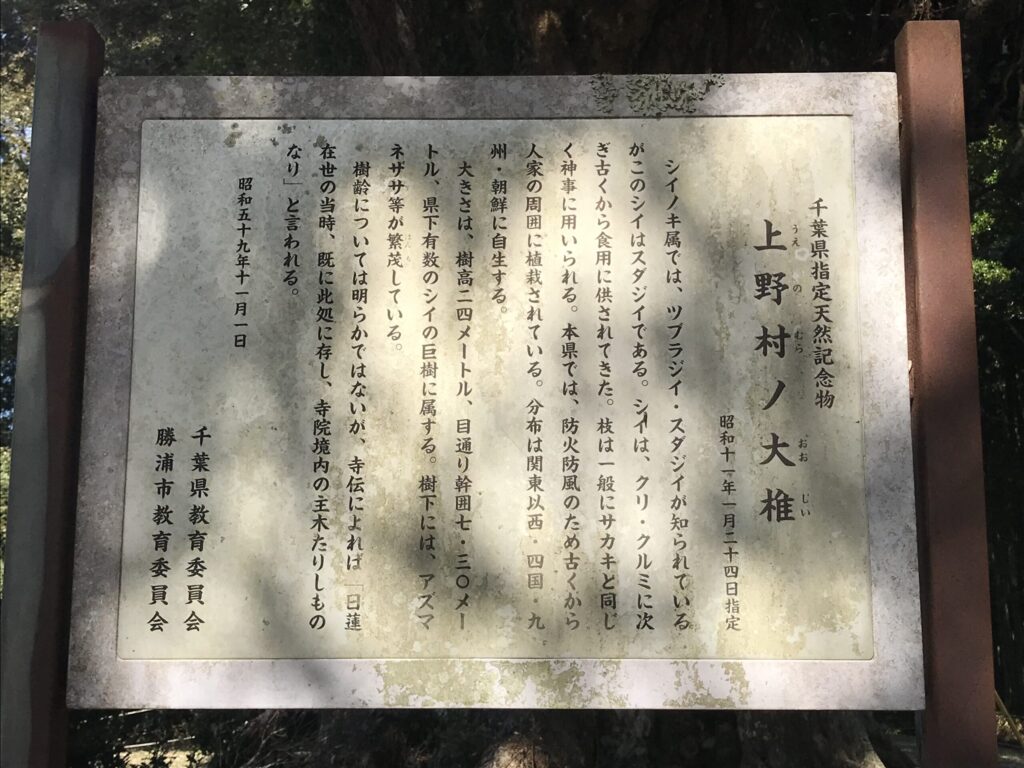 千葉県指定天然記念物
上野村ノ大椎
うえ の むら おお じい
昭和十一年一月二十四日指定
シイノキ属では、ツブラジイ・スダジイが知られている
がこのシイはスダジイである。シイは、クリ・クルミに次
ぎ古くから食用に供されてきた。枝は一般にサカキと同じ
く神事に用いられる。本県では、防火防風のため古くから
人家の周囲に植栽されている。分布は関東以西・四国・九
州・朝鮮に自生する。
大きさは、樹高二四メートル、目通り幹囲七・三〇メー
トル、県下有数のシイの巨樹に属する。樹下には、アズマ
ネザサ等が繁茂している。
はんも
樹齢については明らかではないが、寺伝によれば「日蓮
在世の当時、既に此処に存し、寺院境内の主木たりしもの
なり」と言われる。
昭和五十九年十一月一日
千葉県教育委員会
勝浦市教育委員会